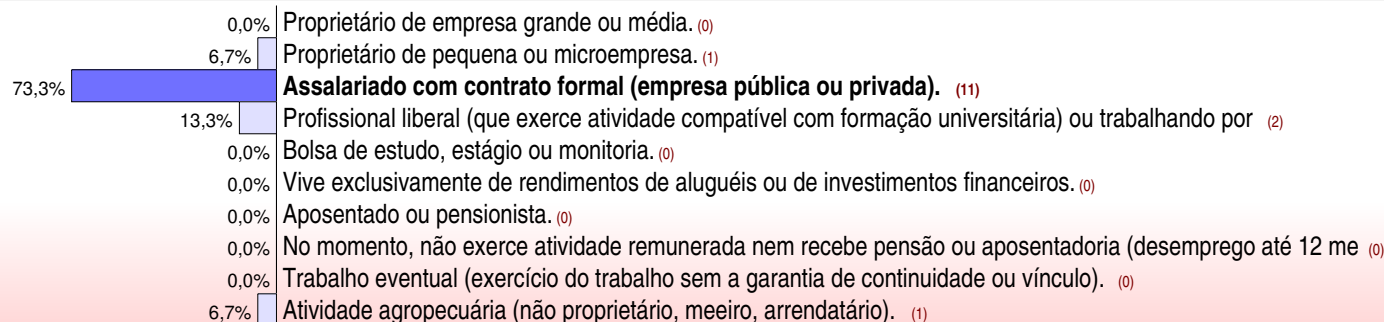 0,0% Proprietário de empresa grande ou média. (0)
6,7% Proprietário de pequena ou microempresa. (1)
73,3% Assalariado com contrato formal (empresa pública ou privada). (11)
13,3% Profissional liberal (que exerce atividade compatível com formação universitária) ou trabalhando por (2)
0,0% Bolsa de estudo, estágio ou monitoria. (0)
0,0% Vive exclusivamente de rendimentos de aluguéis ou de investimentos financeiros. (0)
0,0% Aposentado ou pensionista. (0)
0,0% No momento, não exerce atividade remunerada nem recebe pensão ou aposentadoria (desemprego até 12 me (0)
0,0% Trabalho eventual (exercício do trabalho sem a garantia de continuidade ou vínculo). (0)
6,7% Atividade agropecuária (não proprietário, meeiro, arrendatário). (1)